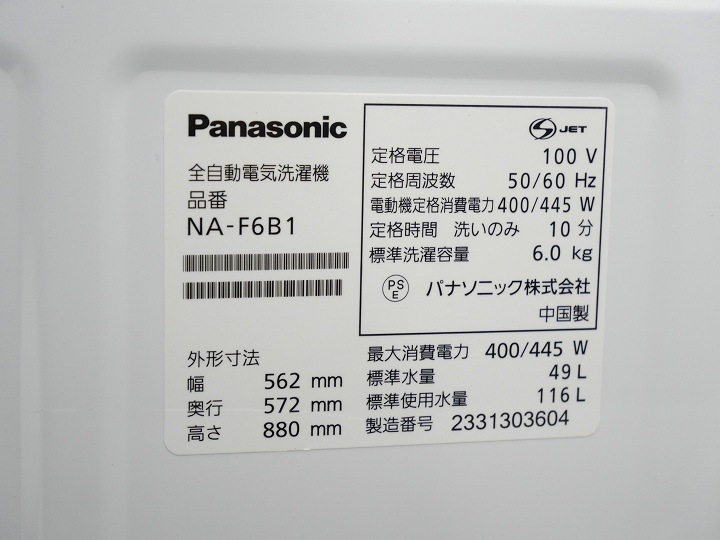 Panasonic
全自動電気洗濯機
品番
NA-F6B1
外形寸法
幅 562 mm
奥行 572 mm
高さ 880 mm
S JET
定格電圧 100 V
定格周波数 50/60 Hz
電動機定格消費電力 400/445 W
定格時間 洗いのみ 10 分
標準洗濯容量 6.0 kg
PS
E パナソニック株式会社
中国製
最大消費電力 400/445 W
標準水量 49 L
標準使用水量 116 L
製造番号 2331303604